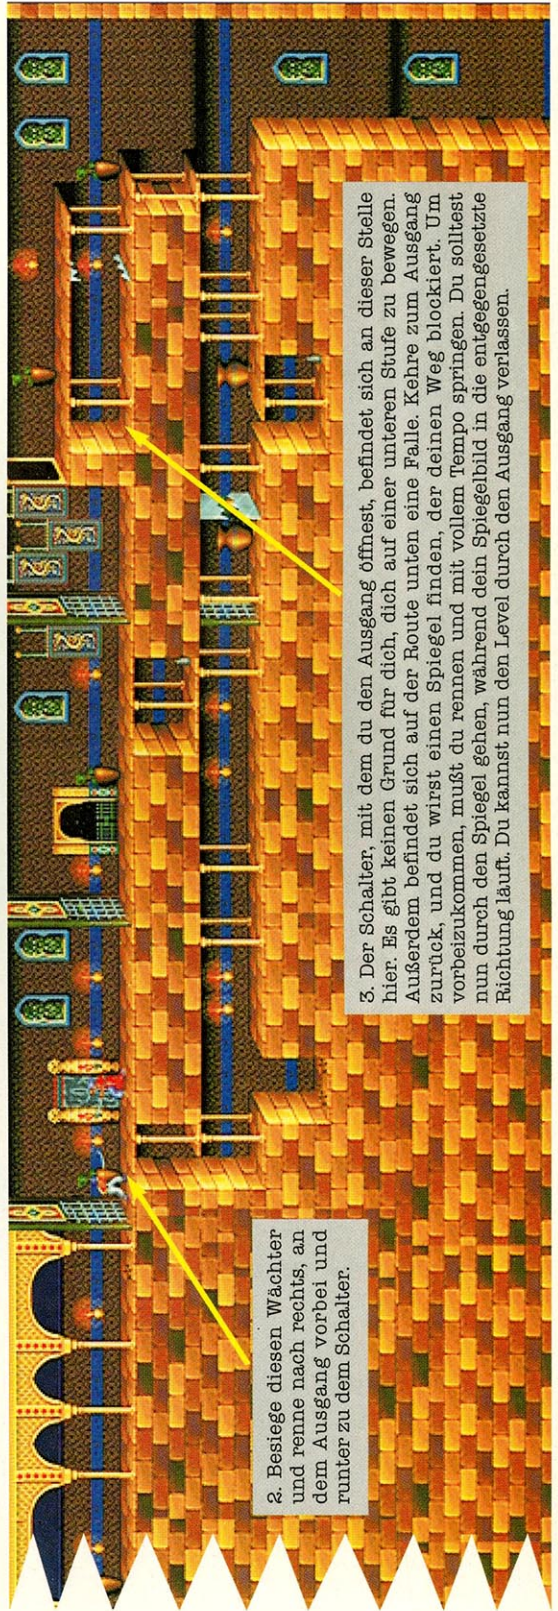 2. Besiege diesen Wächter
und renne nach rechts, an
dem Ausgang vorbei und
runter zu dem Schalter.
3. Der Schalter, mit dem du den Ausgang öffnest, befindet sich an dieser Stelle
hier. Es gibt keinen Grund für dich, dich auf einer unteren Stufe zu bewegen.
Außerdem befindet sich auf der Route unten eine Falle. Kehre zum Ausgang
zurück, und du wirst einen Spiegel finden, der deinen Weg blockiert. Um
vorbeizukommen, mußt du rennen und mit vollem Tempo springen. Du solltest
nun durch den Spiegel gehen, während dein Spiegelbild in die entgegengesetzte
Richtung läuft. Du kannst nun den Level durch den Ausgang verlassen.